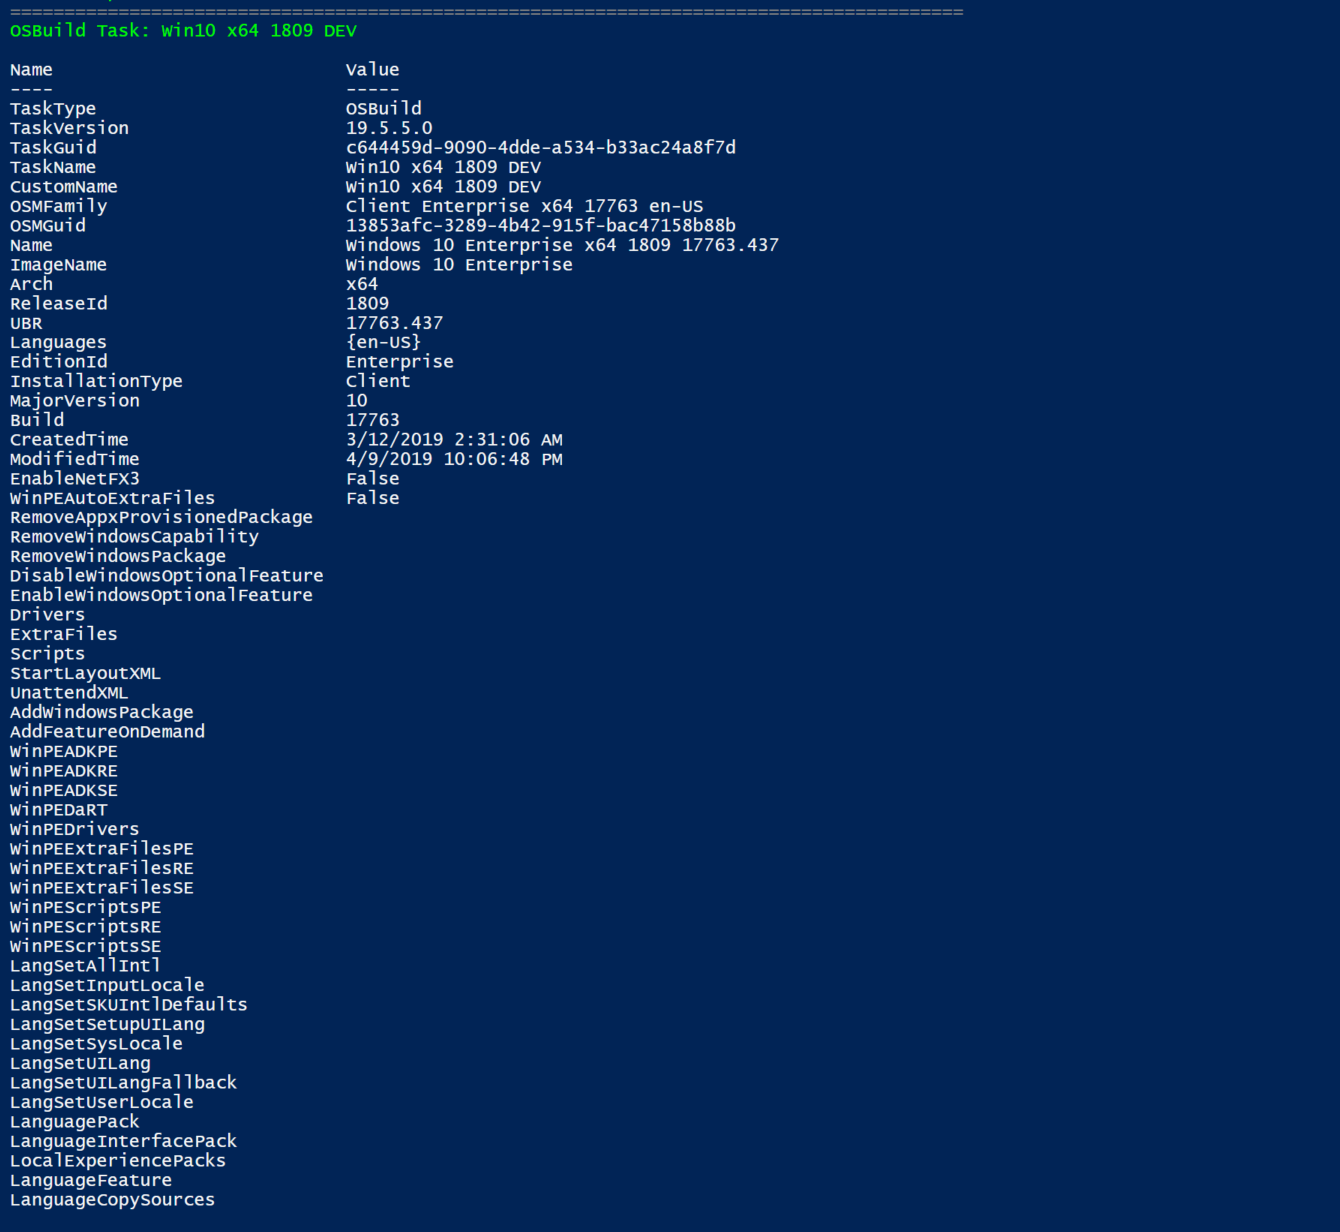 ================================================================================
OSBuild Task: Win10 x64 1809 DEV
Name Value
---- -----
TaskType OSBuild
TaskVersion 19.5.5.0
TaskGuid c644459d-9090-4dde-a534-b33ac24a8f7d
TaskName Win10 x64 1809 DEV
CustomName Win10 x64 1809 DEV
OSMFamily Client Enterprise x64 17763 en-US
OSMGuid 13853afc-3289-4b42-915f-bac47158b88b
Name Windows 10 Enterprise x64 1809 17763.437
ImageName Windows 10 Enterprise
Arch x64
ReleaseId 1809
UBR 17763.437
Languages {en-US}
EditionId Enterprise
InstallationType Client
MajorVersion 10
Build 17763
CreatedTime 3/12/2019 2:31:06 AM
ModifiedTime 4/9/2019 10:06:48 PM
EnableNetFX3 False
WinPEAutoExtraFiles False
RemoveAppxProvisionedPackage
RemoveWindowsCapability
RemoveWindowsPackage
DisableWindowsOptionalFeature
EnableWindowsOptionalFeature
Drivers
ExtraFiles
Scripts
StartLayoutXML
UnattendXML
AddWindowsPackage
AddFeatureOnDemand
WinPEADKPE
WinPEADKRE
WinPEADKSE
WinPEDaRT
WinPEDrivers
WinPEExtraFilesPE
WinPEExtraFilesRE
WinPEExtraFilesSE
WinPEScriptsPE
WinPEScriptsRE
WinPEScriptsSE
LangSetAllIntl
LangSetInputLocale
LangSetSKUIntlDefaults
LangSetSetupUILang
LangSetSysLocale
LangSetUILang
LangSetUILangFallback
LangSetUserLocale
LanguagePack
LanguageInterfacePack
LocalExperiencePacks
LanguageFeature
LanguageCopySources